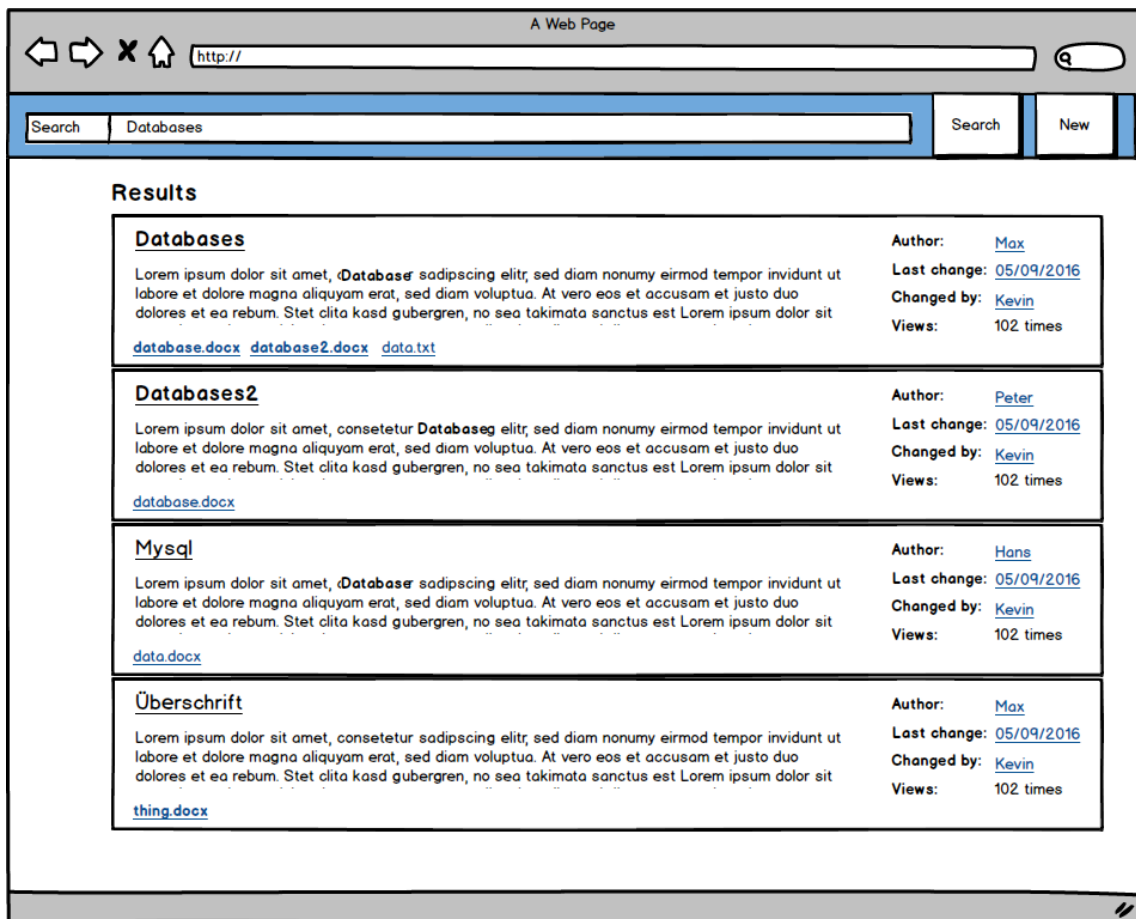 A Web Page
http://
Search Databases Search New
Results
Databases
Lorem ipsum dolor sit amet, Database sadipscing elitr, sed diam nonumy eirmod tempor invidunt ut
labore et dolore magna aliquyam erat, sed diam voluptua. At vero eos et accusam et justo duo
dolores et ea rebum. Stet clita kasd gubergren, no sea takimata sanctus est Lorem ipsum dolor sit
database.docx database2.docx data.txt
Author: Max
Last change: 05/09/2016
Changed by: Kevin
Views: 102 times
Databases2
Lorem ipsum dolor sit amet, consetetur Database elitr, sed diam nonumy eirmod tempor invidunt ut
labore et dolore magna aliquyam erat, sed diam voluptua. At vero eos et accusam et justo duo
dolores et ea rebum. Stet clita kasd gubergren, no sea takimata sanctus est Lorem ipsum dolor sit
database.docx
Author: Peter
Last change: 05/09/2016
Changed by: Kevin
Views: 102 times
Mysql
Lorem ipsum dolor sit amet, Database sadipscing elitr, sed diam nonumy eirmod tempor invidunt ut
labore et dolore magna aliquyam erat, sed diam voluptua. At vero eos et accusam et justo duo
dolores et ea rebum. Stet clita kasd gubergren, no sea takimata sanctus est Lorem ipsum dolor sit
data.docx
Author: Hans
Last change: 05/09/2016
Changed by: Kevin
Views: 102 times
Überschrift
Lorem ipsum dolor sit amet, consetetur sadipscing elitr, sed diam nonumy eirmod tempor invidunt ut
labore et dolore magna aliquyam erat, sed diam voluptua. At vero eos et accusam et justo duo
dolores et ea rebum. Stet clita kasd gubergren, no sea takimata sanctus est Lorem ipsum dolor sit
thing.docx
Author: Max
Last change: 05/09/2016
Changed by: Kevin
Views: 102 times